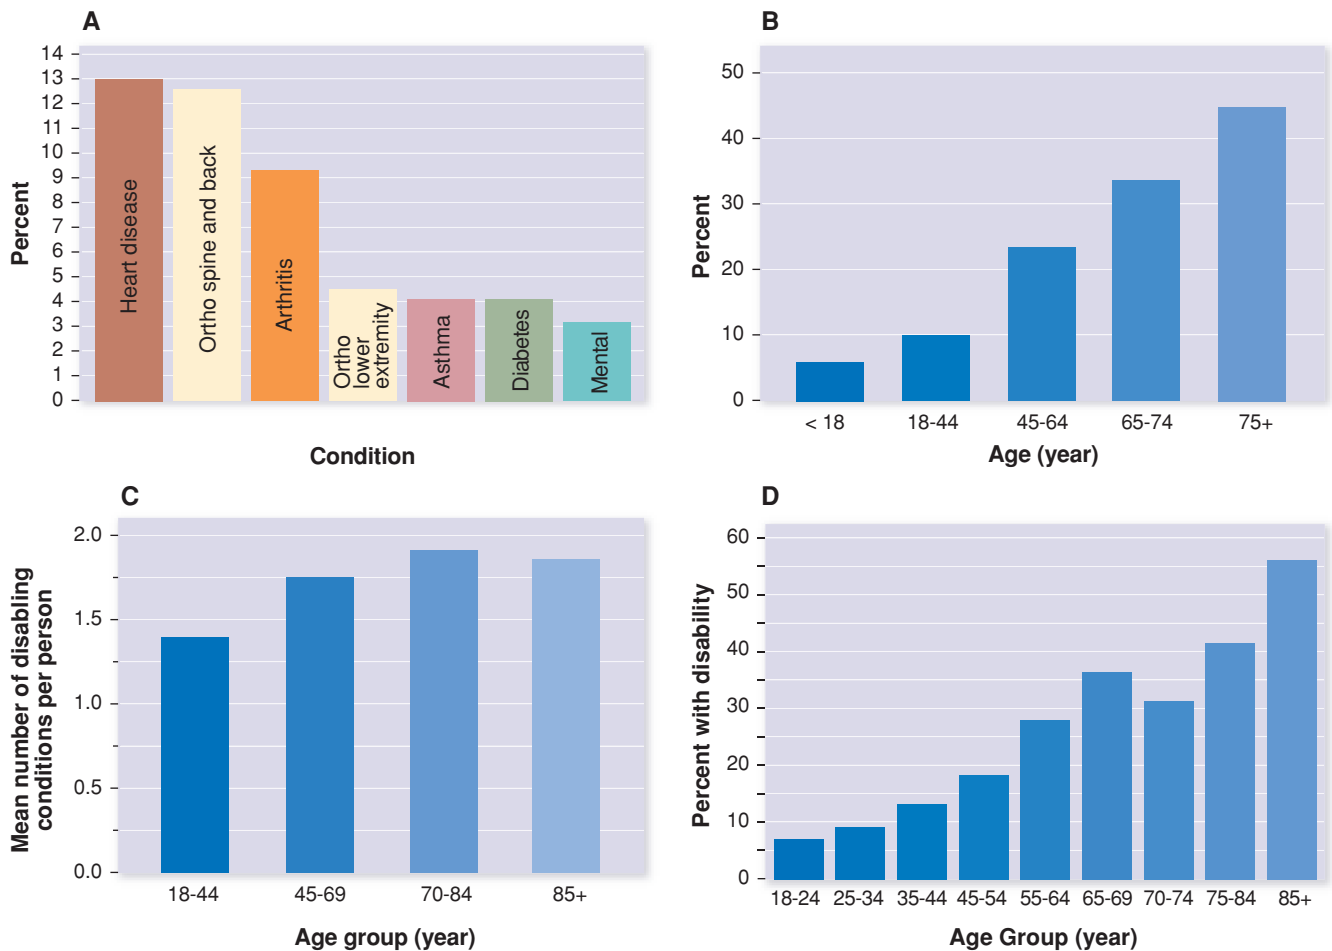 A
Percent
14
13
12
11
10
9
8
7
6
5
4
3
2
1
0
Heart disease
Ortho spine and back
Arthritis
Ortho
lower
extremity
Asthma
Diabetes
Mental
Condition
B
Percent
50
40
30
20
10
0
< 18
18-44
45-64
65-74
75+
Age (year)
C
Mean number of disabling
conditions per person
2.0
1.5
1.0
0.5
0.0
18-44
45-69
70-84
85+
Age group (year)
D
Percent with disability
60
50
40
30
20
10
0
18-24
25-34
35-44
45-54
55-64
65-69
70-74
75-84
85+
Age Group (year)